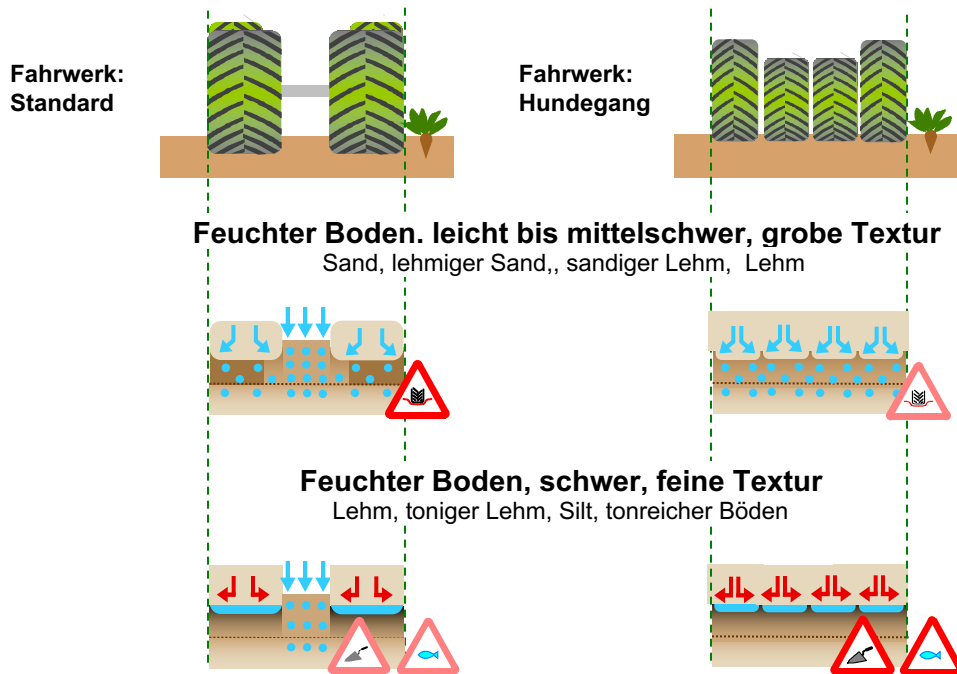 Fahrwerk:
Standard
Fahrwerk:
Hundegang
Feuchter Boden. leicht bis mittelschwer, grobe Textur
Sand, lehmiger Sand,, sandiger Lehm, Lehm
Feuchter Boden, schwer, feine Textur
Lehm, toniger Lehm, Silt, tonreicher Böden